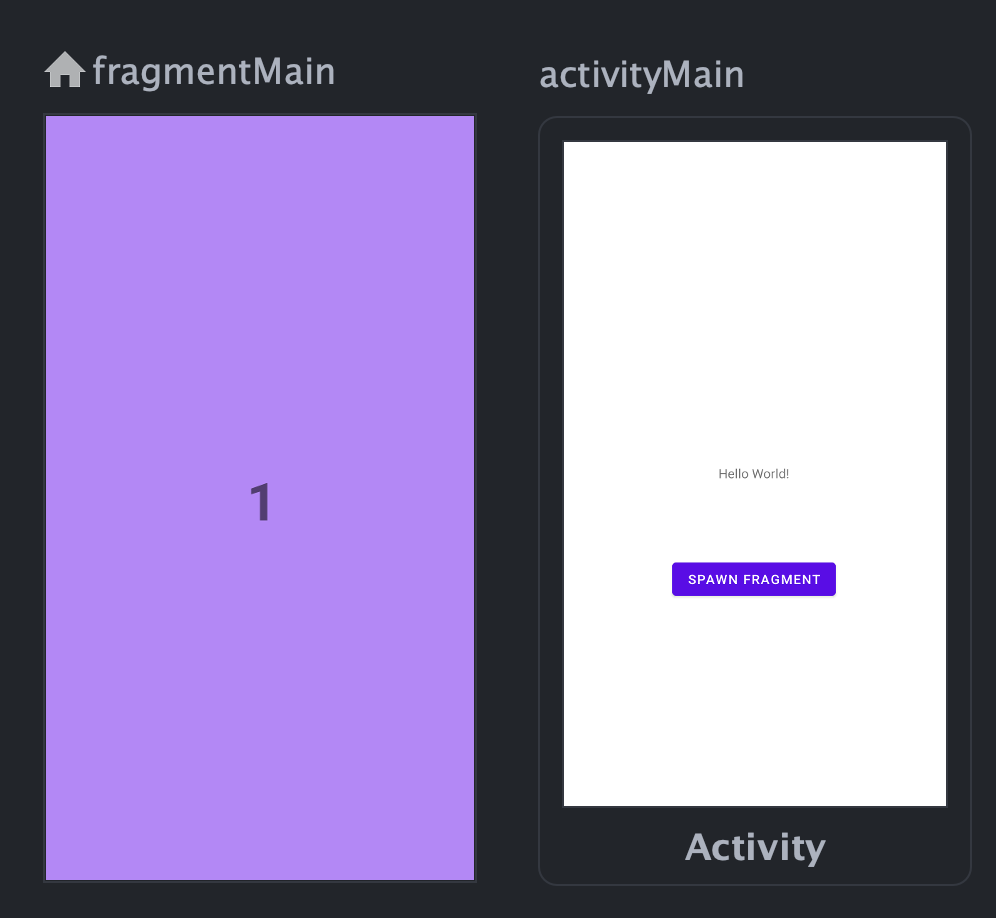 fragmentMain
activityMain
1
Hello World!
SPAWN FRAGMENT
Activity